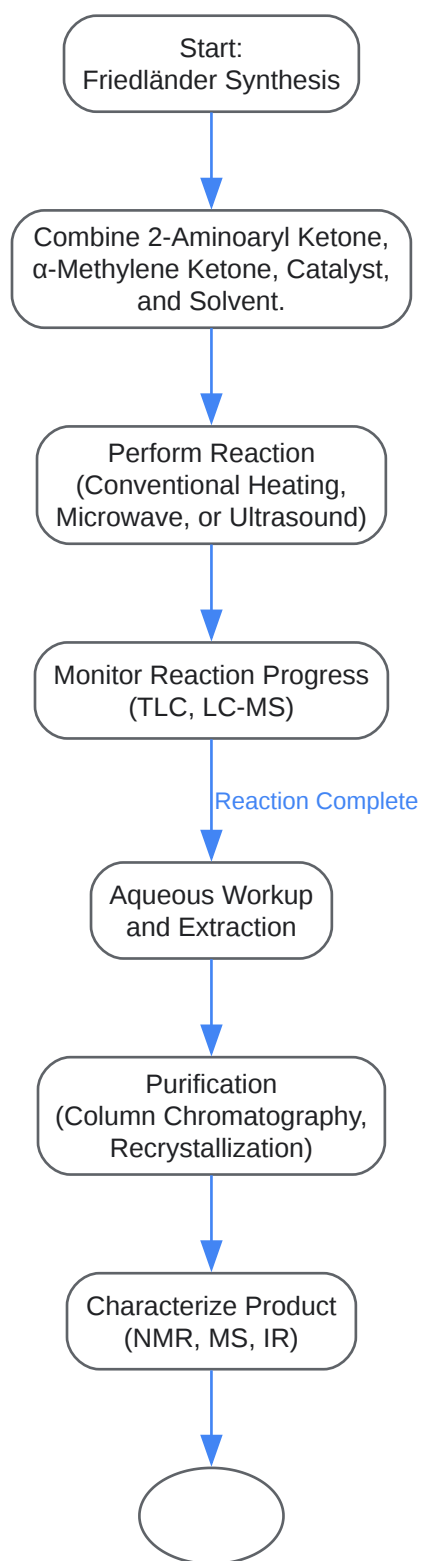 Start:
Friedländer Synthesis
Combine 2-Aminoaryl Ketone,
α-Methylene Ketone, Catalyst,
and Solvent.
Perform Reaction
(Conventional Heating,
Microwave, or Ultrasound)
Monitor Reaction Progress
(TLC, LC-MS)
Reaction Complete
Aqueous Workup
and Extraction
Purification
(Column Chromatography,
Recrystallization)
Characterize Product
(NMR, MS, IR)